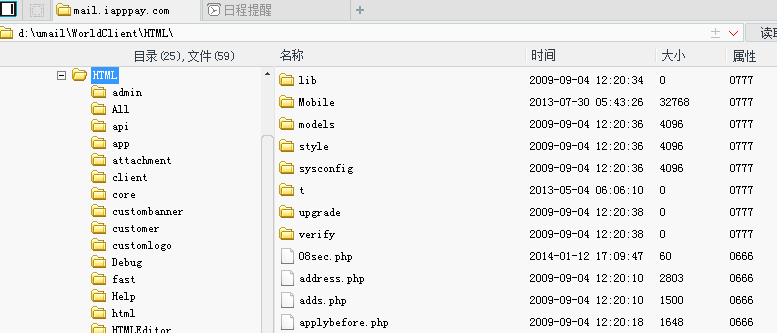 mail.iapppay.com 日程提醒 +
d:\umail\WorldClient\HTML\ 读取
目录(25),文件(59) 名称 时间 大小 属性
HTML
admin
All
api
app
attachment
client
core
custombanner
customer
customlogo
Debug
fast
Help
html
HTMLEditor
lib 2009-09-04 12:20:34 0 0777
Mobile 2013-07-30 05:43:26 32768 0777
models 2009-09-04 12:20:36 4096 0777
style 2009-09-04 12:20:36 4096 0777
sysconfig 2009-09-04 12:20:36 4096 0777
t 2013-05-04 06:06:10 0 0777
upgrade 2009-09-04 12:20:38 0 0777
verify 2009-09-04 12:20:38 0 0777
08sec.php 2014-01-12 17:09:47 60 0666
address.php 2009-09-04 12:20:10 2803 0666
adds.php 2009-09-04 12:20:10 1500 0666
applybefore.php 2009-09-04 12:20:18 1648 0666